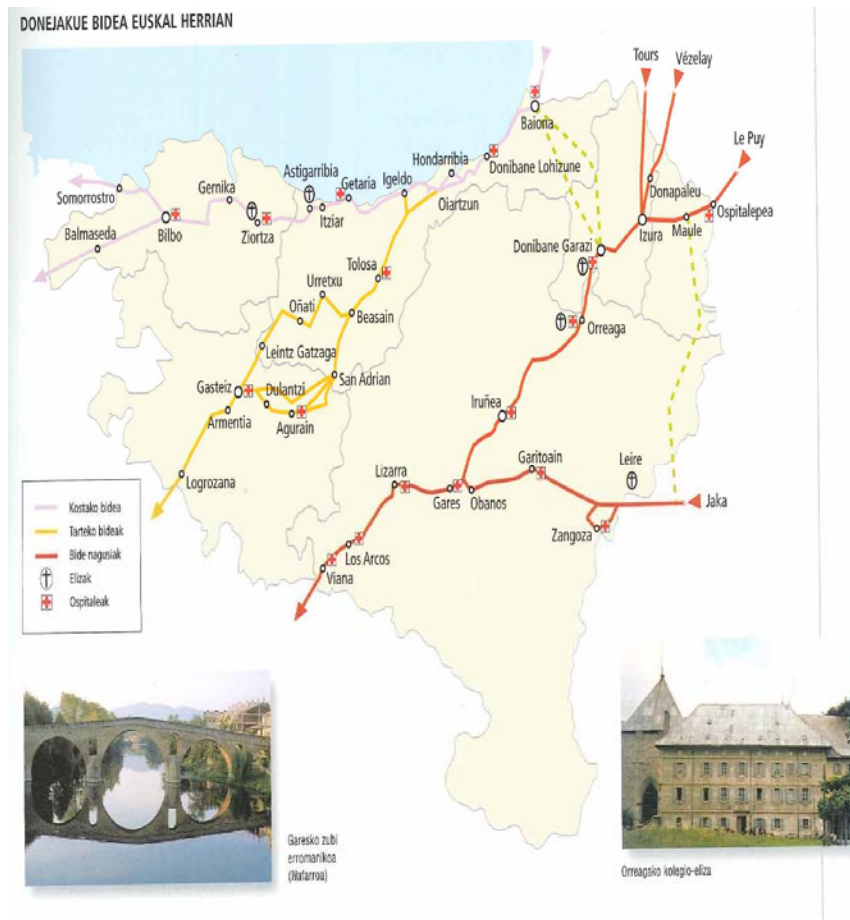 DONEJAKUE BIDEA EUSKAL HERRIAN
Tours
Vézelay
Baiona
Le Puy
Hondarribia
Donibane Lohizune
Astigarribia
Getaria
Igeldo
Gernika
Donapaleu
Somorrostro
Oiartzun
Ospitalepea
Itziar
Bilbo
Ziortza
Izura
Maule
Balmaseda
Donibane Garazi
Tolosa
Urretxu
Oñati
Beasain
Orreaga
Leintz Gatzaga
San Adrian
Gasteiz
Dulantzi
Armentia
Agurain
Iruñea
Garitoain
Leire
Logrozana
Lizarra
Gares
Obanos
Jaka
Zangoza
Los Arcos
Viana
Kostako bidea
Tarteko bideak
Bide nagusiak
Elizak
Ospitaleak
Garesko zubi
erromanikoa
(Nafarroa)
Orreagako kolegio-eliza